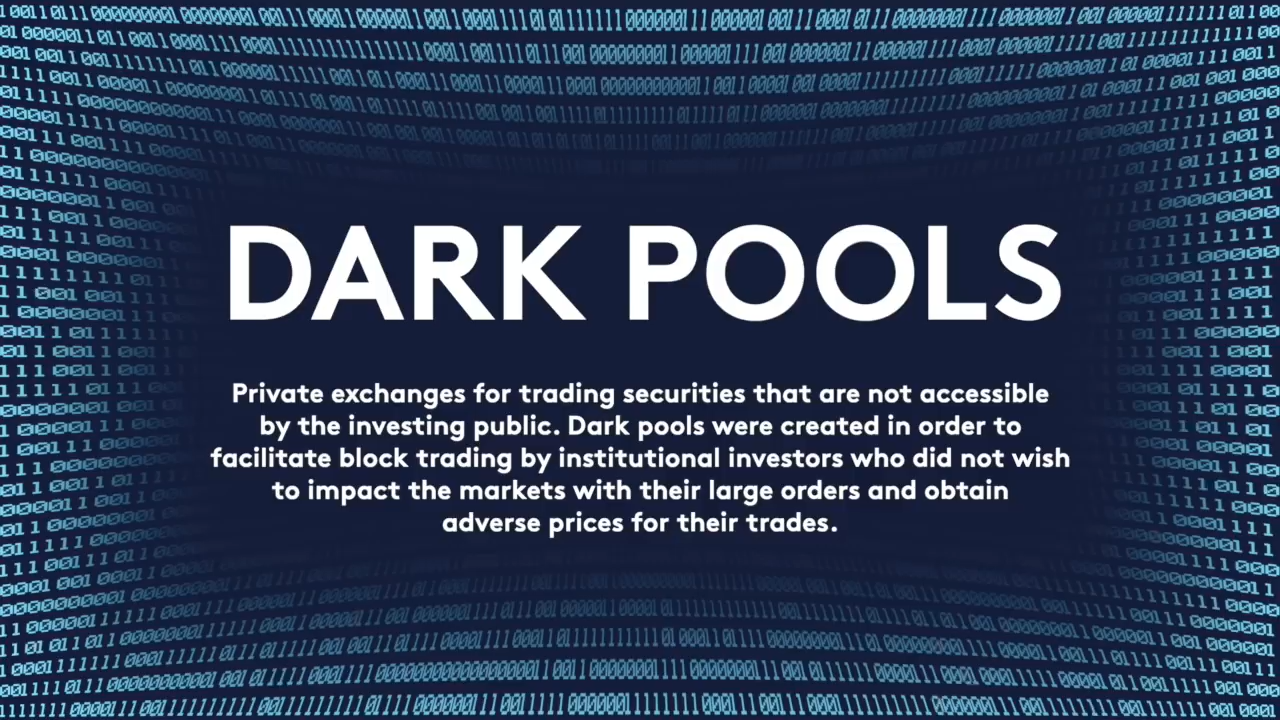 DARK POOLS
Private exchanges for trading securities that are not accessible
by the investing public. Dark pools were created in order to
facilitate block trading by institutional investors who did not wish
to impact the markets with their large orders and obtain
adverse prices for their trades.